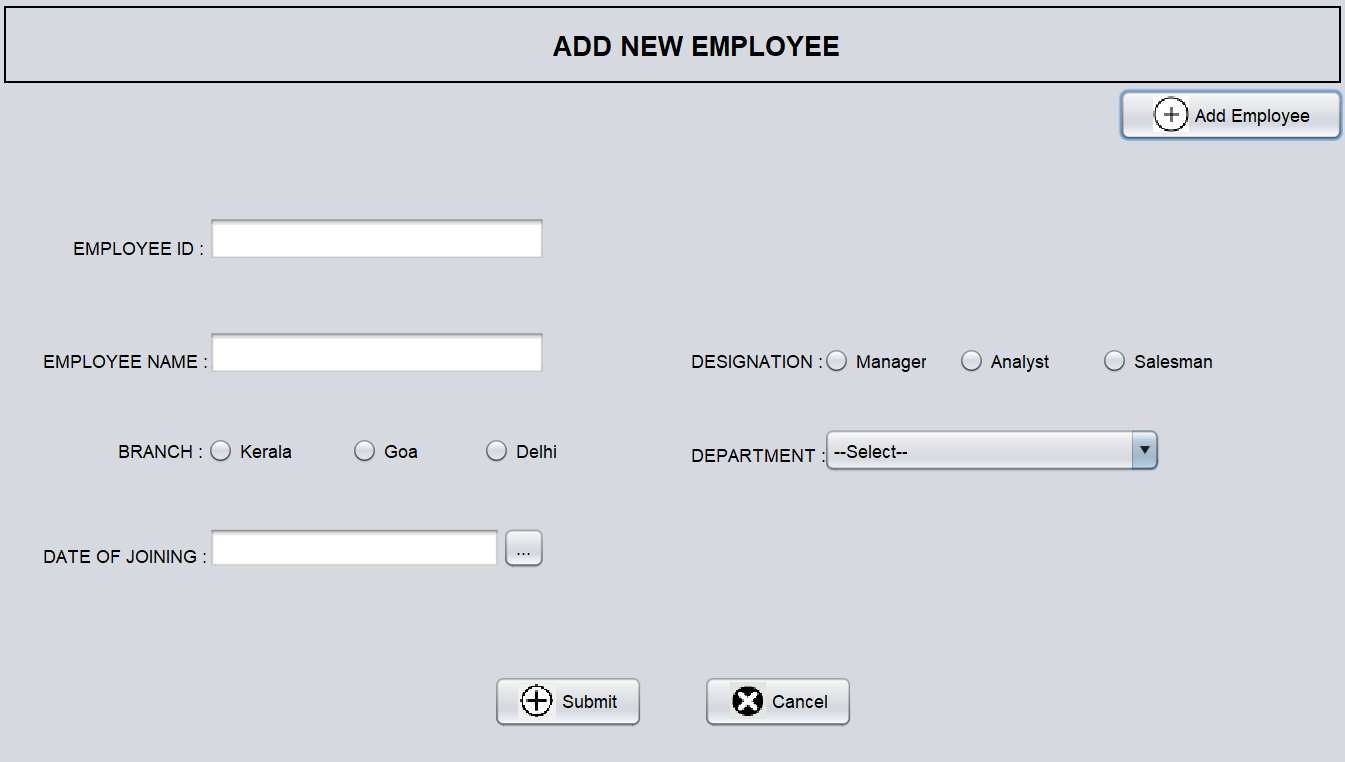 ADD NEW EMPLOYEE
Add Employee
EMPLOYEE ID :
EMPLOYEE NAME :
DESIGNATION : Manager Analyst Salesman
BRANCH : Kerala Goa Delhi
DEPARTMENT : --Select--
DATE OF JOINING : ...
Submit Cancel